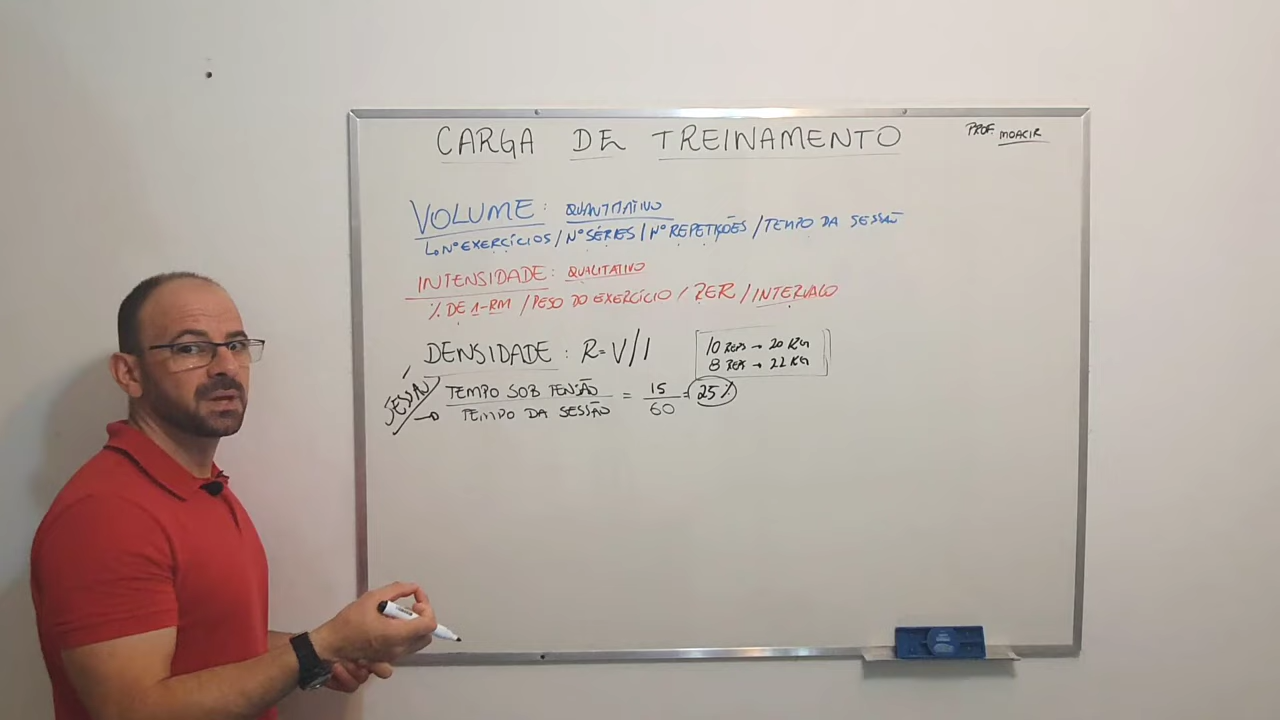 CARGA DE TREINAMENTO
PROF. MOACIR
VOLUME: QUANTITATIVO
↳ Nº EXERCÍCIOS / Nº SÉRIES / Nº REPETIÇÕES / TEMPO DA SESSÃO
INTENSIDADE: QUALITATIVO
% DE 1-RM / PESO DO EXERCÍCIO / PER / INTERVALO
DENSIDADE: R=V/I
10 REPS → 20 KG
8 REPS → 22 KG
SESSÃO
→ TEMPO SOB TENSÃO / TEMPO DA SESSÃO = 15/60 = 25%